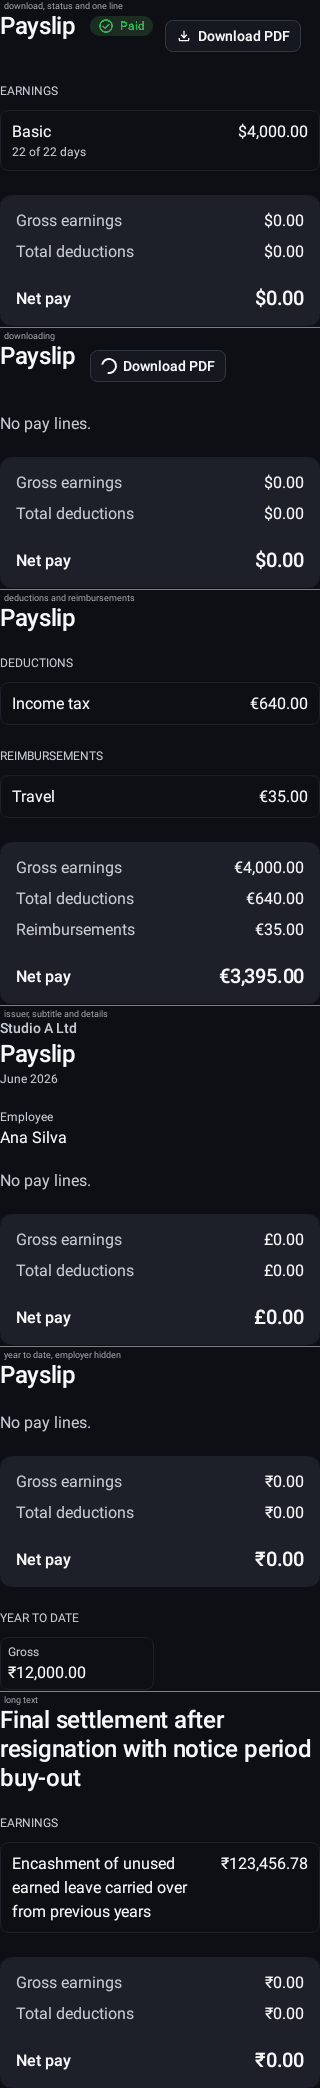 download, status and one line
Payslip
Paid
Download PDF
EARNINGS
Basic $4,000.00
22 of 22 days
Gross earnings $0.00
Total deductions $0.00
Net pay $0.00
downloading
Payslip
Download PDF
No pay lines.
Gross earnings $0.00
Total deductions $0.00
Net pay $0.00
deductions and reimbursements
Payslip
DEDUCTIONS
Income tax €640.00
REIMBURSEMENTS
Travel €35.00
Gross earnings €4,000.00
Total deductions €640.00
Reimbursements €35.00
Net pay €3,395.00
issuer, subtitle and details
Studio A Ltd
Payslip
June 2026
Employee
Ana Silva
No pay lines.
Gross earnings £0.00
Total deductions £0.00
Net pay £0.00
year to date, employer hidden
Payslip
No pay lines.
Gross earnings ₹0.00
Total deductions ₹0.00
Net pay ₹0.00
YEAR TO DATE
Gross
₹12,000.00
long text
Final settlement after
resignation with notice period
buy-out
EARNINGS
Encashment of unused ₹123,456.78
earned leave carried over
from previous years
Gross earnings ₹0.00
Total deductions ₹0.00
Net pay ₹0.00